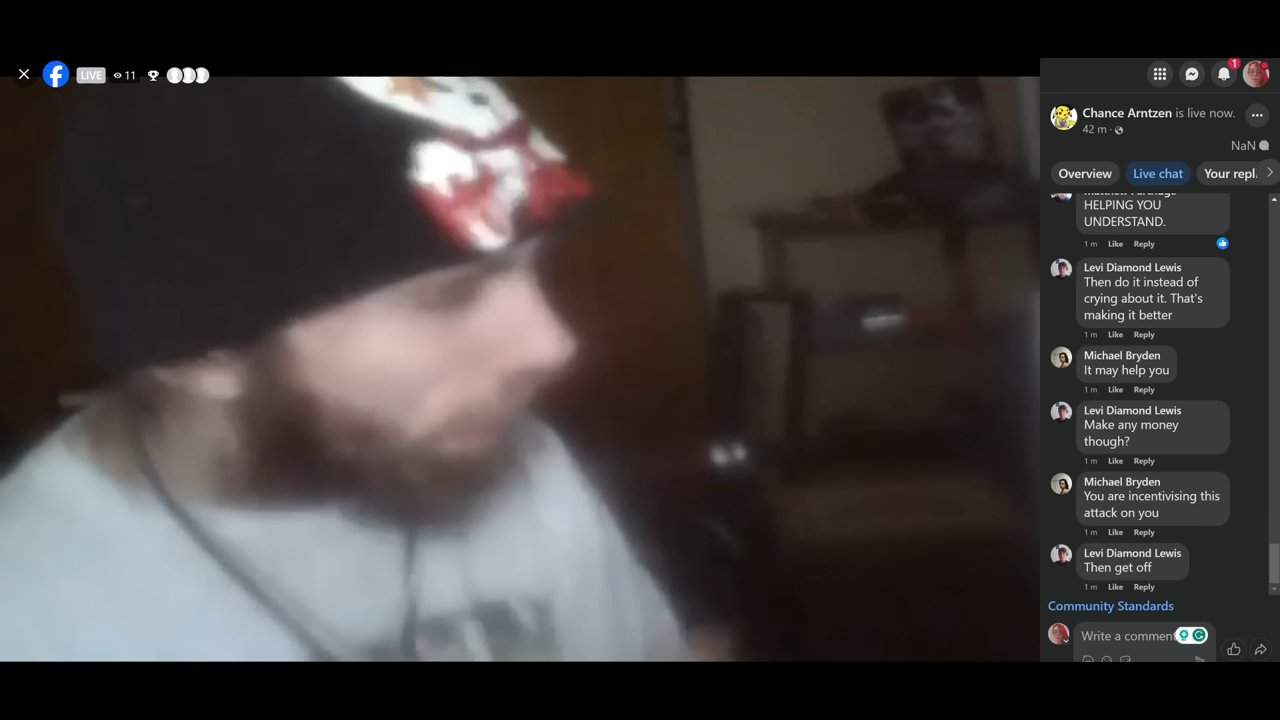 LIVE
11
1
Chance Arntzen is live now.
42 m
NaN
Overview
Live chat
Your repl
HELPING YOU
UNDERSTAND.
1 m Like Reply
Levi Diamond Lewis
Then do it instead of
crying about it. That's
making it better
1 m Like Reply
Michael Bryden
It may help you
1 m Like Reply
Levi Diamond Lewis
Make any money
though?
1 m Like Reply
Michael Bryden
You are incentivising this
attack on you
1 m Like Reply
Levi Diamond Lewis
Then get off
1 m Like Reply
Community Standards
Write a comment